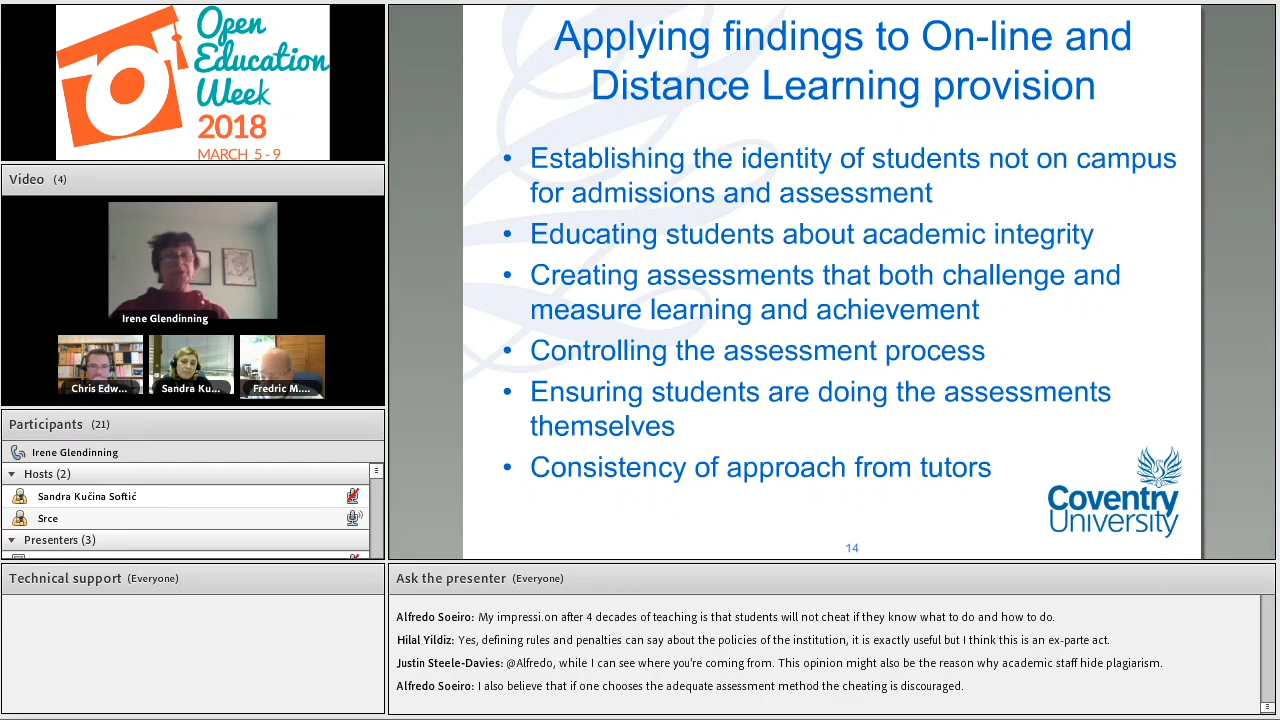 Open
Education
Week
2018
MARCH 5 - 9
Video (4)
Irene Glendinning
Chris Edw...
Sandra Ku...
Fredric M....
Participants (21)
Irene Glendinning
Hosts (2)
Sandra Kučina Softić
Srce
Presenters (3)
Technical support (Everyone)
Applying findings to On-line and
Distance Learning provision
• Establishing the identity of students not on campus
for admissions and assessment
• Educating students about academic integrity
• Creating assessments that both challenge and
measure learning and achievement
• Controlling the assessment process
• Ensuring students are doing the assessments
themselves
• Consistency of approach from tutors
Coventry
University
14
Ask the presenter (Everyone)
Alfredo Soeiro: My impressi.on after 4 decades of teaching is that students will not cheat if they know what to do and how to do.
Hilal Yildiz: Yes, defining rules and penalties can say about the policies of the institution, it is exactly useful but I think this is an ex-parte act.
Justin Steele-Davies: @Alfredo, while I can see where you're coming from. This opinion might also be the reason why academic staff hide plagiarism.
Alfredo Soeiro: I also believe that if one chooses the adequate assessment method the cheating is discouraged.